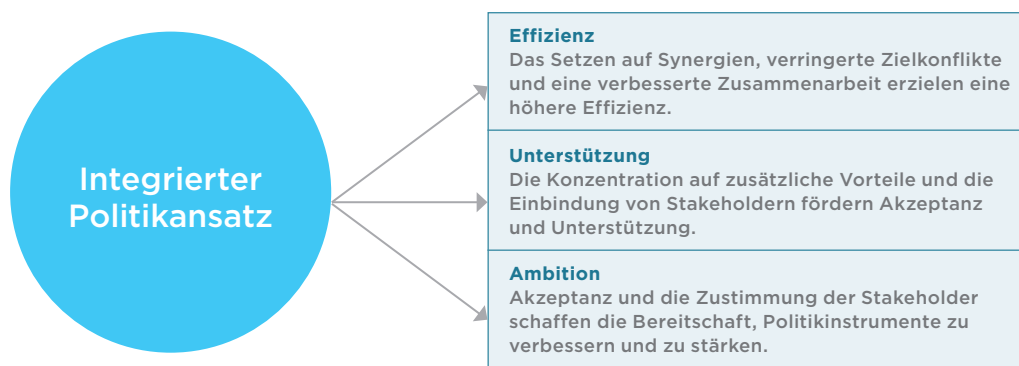 Integrierter
Politikansatz
Effizienz
Das Setzen auf Synergien, verringerte Zielkonflikte
und eine verbesserte Zusammenarbeit erzielen eine
höhere Effizienz.
Unterstützung
Die Konzentration auf zusätzliche Vorteile und die
Einbindung von Stakeholdern fördern Akzeptanz
und Unterstützung.
Ambition
Akzeptanz und die Zustimmung der Stakeholder
schaffen die Bereitschaft, Politikinstrumente zu
verbessern und zu stärken.